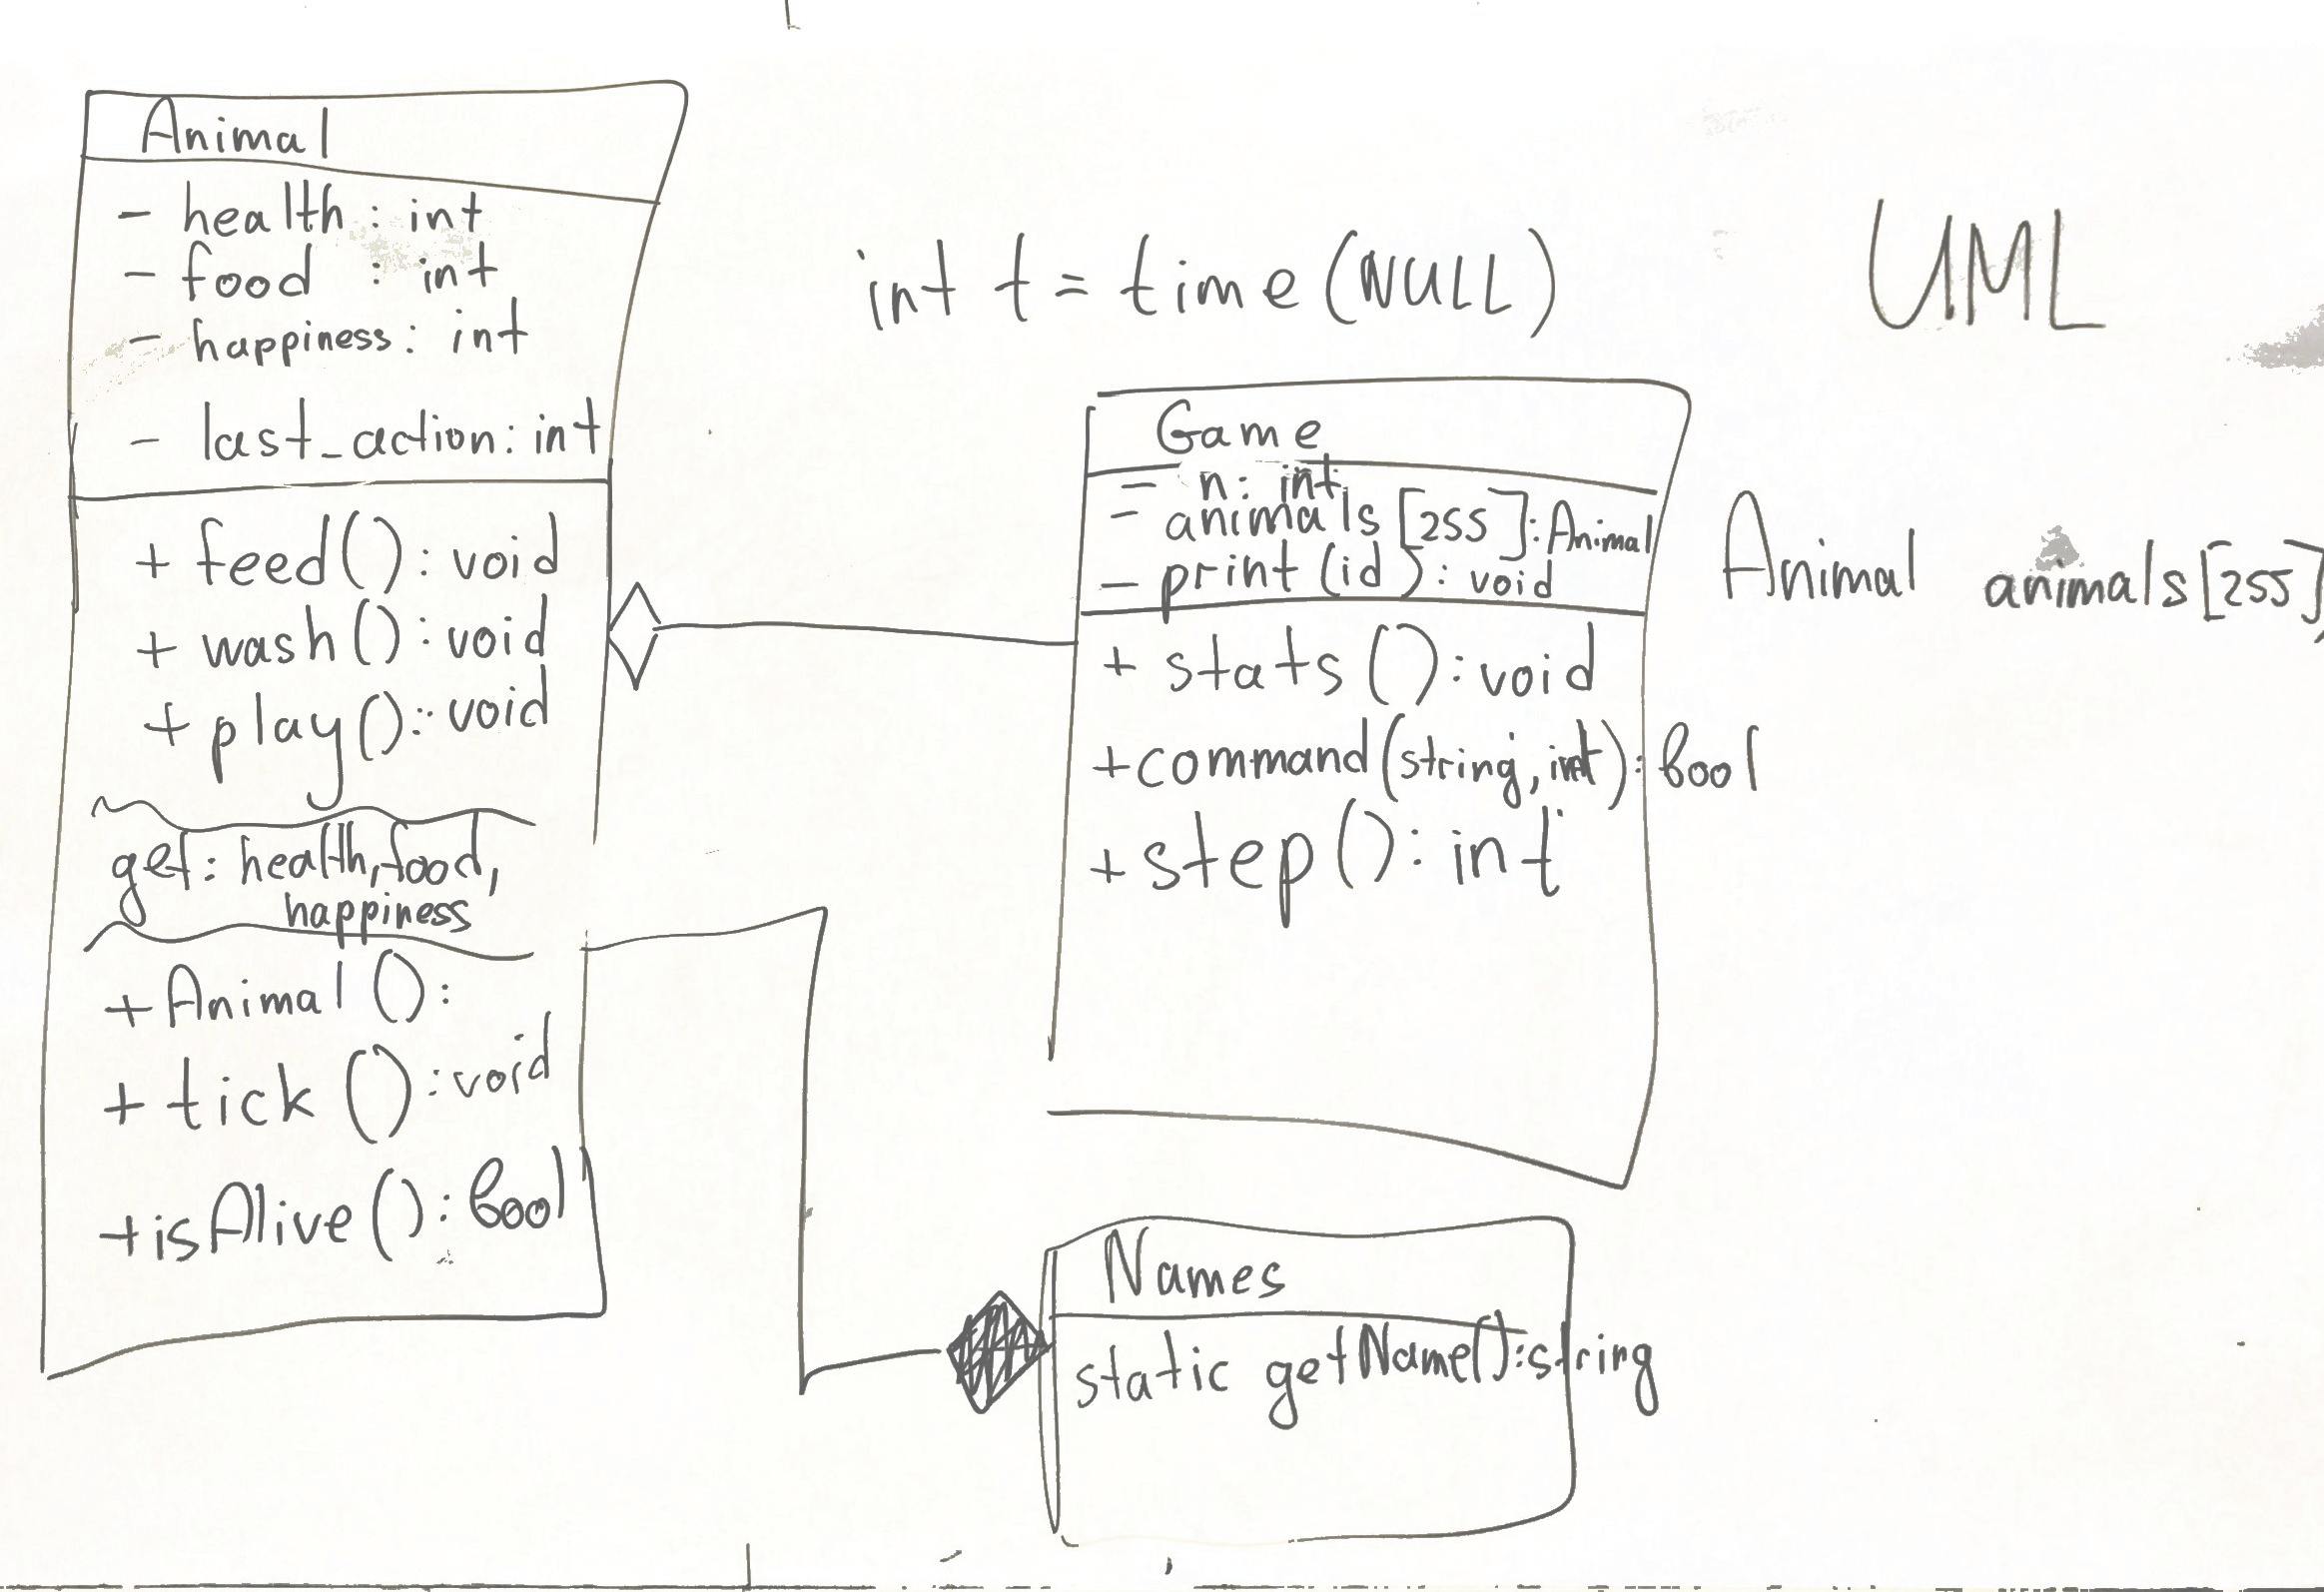 Animal
- health : int
- food : int
- happiness : int
- last_action : int
+ feed() : void
+ wash() : void
+ play() : void
get : health, food,
happiness
+ Animal () :
+ tick () : void
+ isAlive () : bool
int t = time (NULL)
UML
Game
- n : int
- animals [255] : Animal
- print (id) : void
+ stats () : void
+ command (string, int) : bool
+ step () : int
Animal animals [255]
Names
static getName() : string